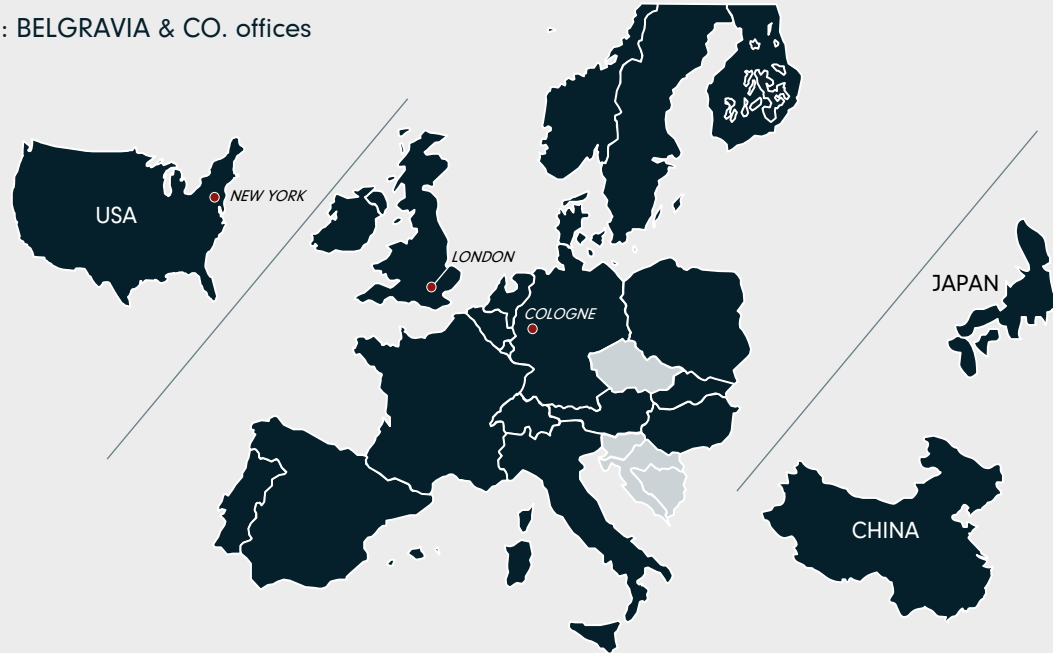 : BELGRAVIA & CO. offices
NEW YORK
USA
LONDON
JAPAN
COLOGNE
CHINA